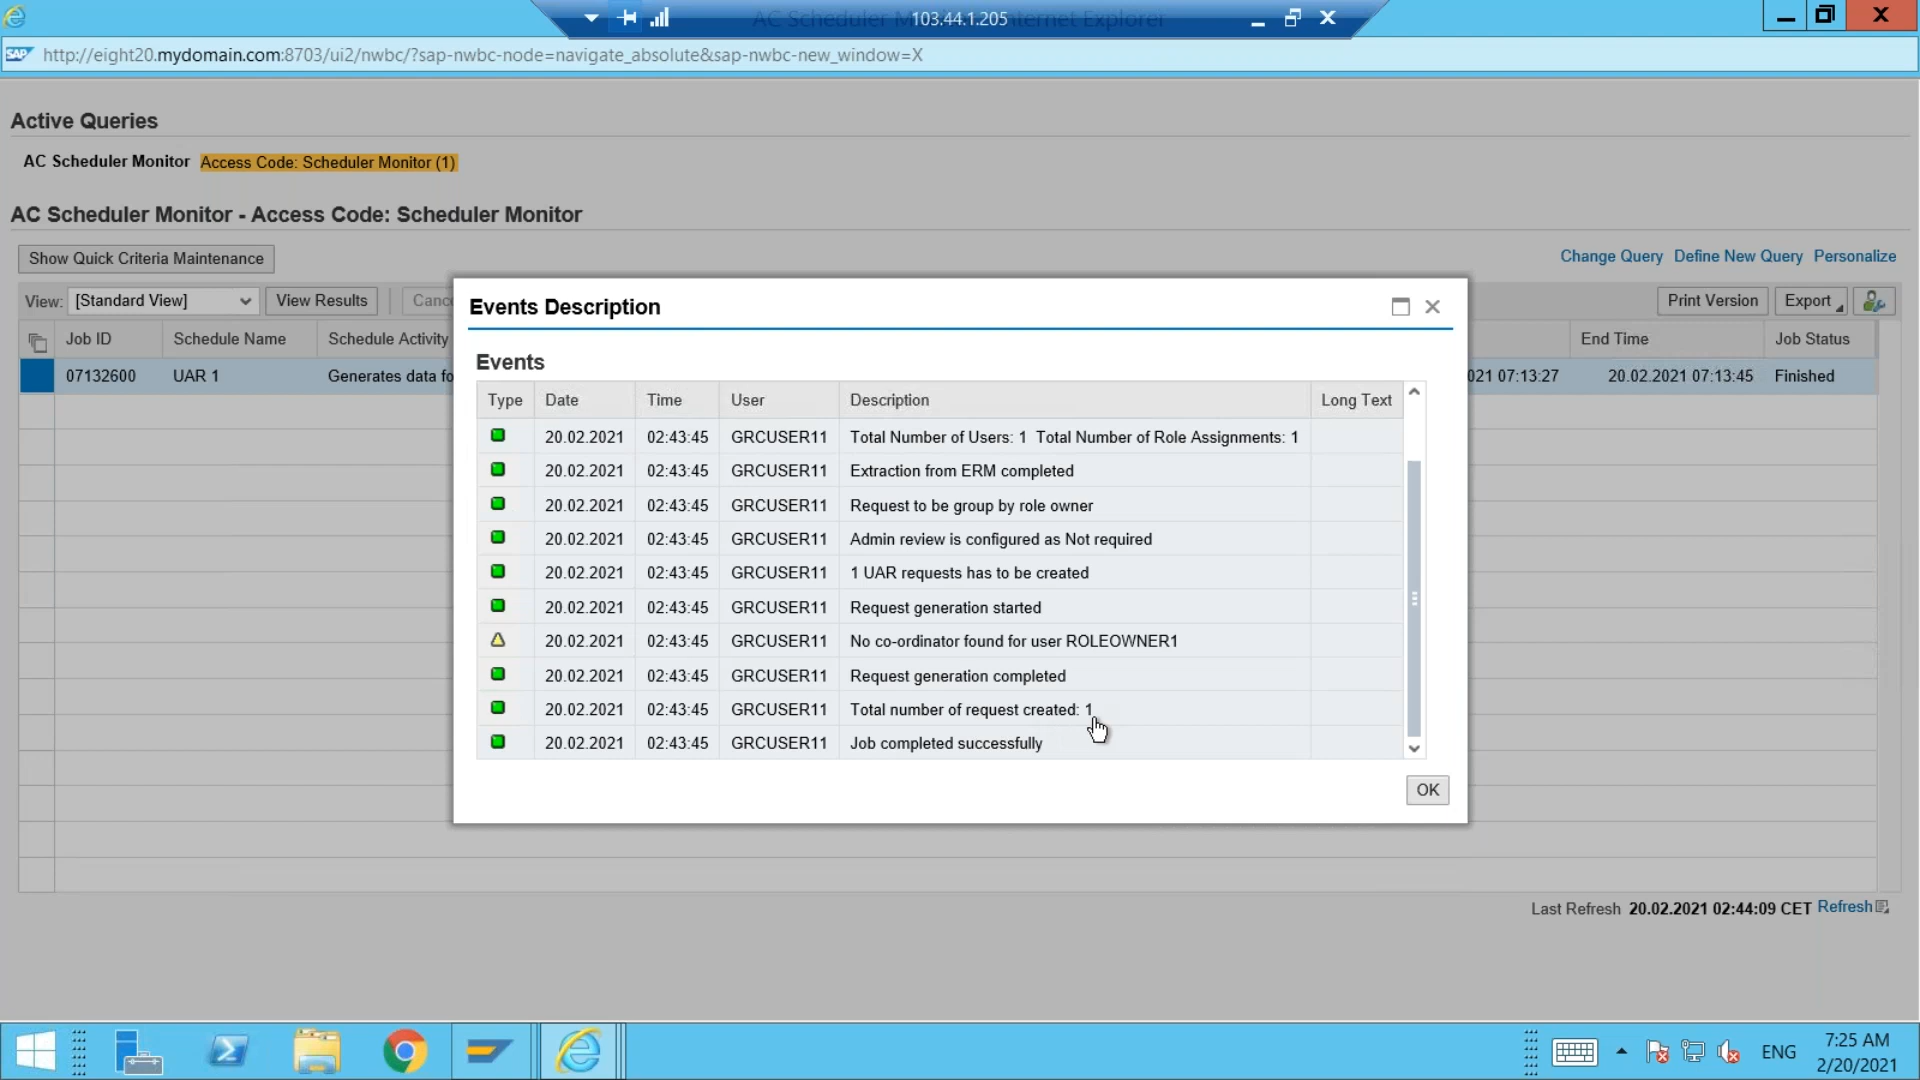 AC Scheduler Monitor - Internet Explorer
103.44.1.205
http://eight20.mydomain.com:8703/ui2/nwbc/?sap-nwbc-node=navigate_absolute&sap-nwbc-new_window=X
Active Queries
AC Scheduler Monitor Access Code: Scheduler Monitor (1)
AC Scheduler Monitor - Access Code: Scheduler Monitor
Show Quick Criteria Maintenance
Change Query Define New Query Personalize
View: [Standard View] View Results Canc
Print Version Export
Job ID Schedule Name Schedule Activity End Time Job Status
07132600 UAR 1 Generates data fo 021 07:13:27 20.02.2021 07:13:45 Finished
Events Description
Events
Type Date Time User Description Long Text
20.02.2021 02:43:45 GRCUSER11 Total Number of Users: 1 Total Number of Role Assignments: 1
20.02.2021 02:43:45 GRCUSER11 Extraction from ERM completed
20.02.2021 02:43:45 GRCUSER11 Request to be group by role owner
20.02.2021 02:43:45 GRCUSER11 Admin review is configured as Not required
20.02.2021 02:43:45 GRCUSER11 1 UAR requests has to be created
20.02.2021 02:43:45 GRCUSER11 Request generation started
20.02.2021 02:43:45 GRCUSER11 No co-ordinator found for user ROLEOWNER1
20.02.2021 02:43:45 GRCUSER11 Request generation completed
20.02.2021 02:43:45 GRCUSER11 Total number of request created: 1
20.02.2021 02:43:45 GRCUSER11 Job completed successfully
OK
Last Refresh 20.02.2021 02:44:09 CET Refresh
ENG
7:25 AM
2/20/2021